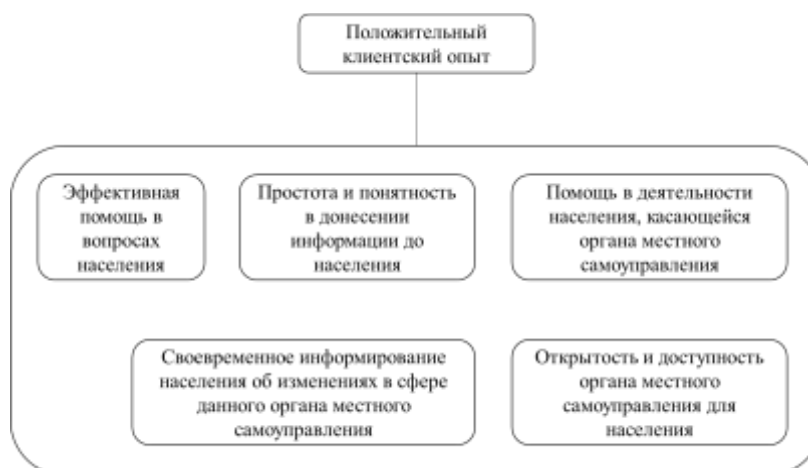 Положительный
клиентский опыт
Эффективная
помощь в
вопросах
населения
Простота и понятность
в донесении
информации до
населения
Помощь в деятельности
населения, касающейся
органа местного
самоуправления
Своевременное информирование
населения об изменениях в сфере
данного органа местного
самоуправления
Открытость и доступность
органа местного
самоуправления для
населения